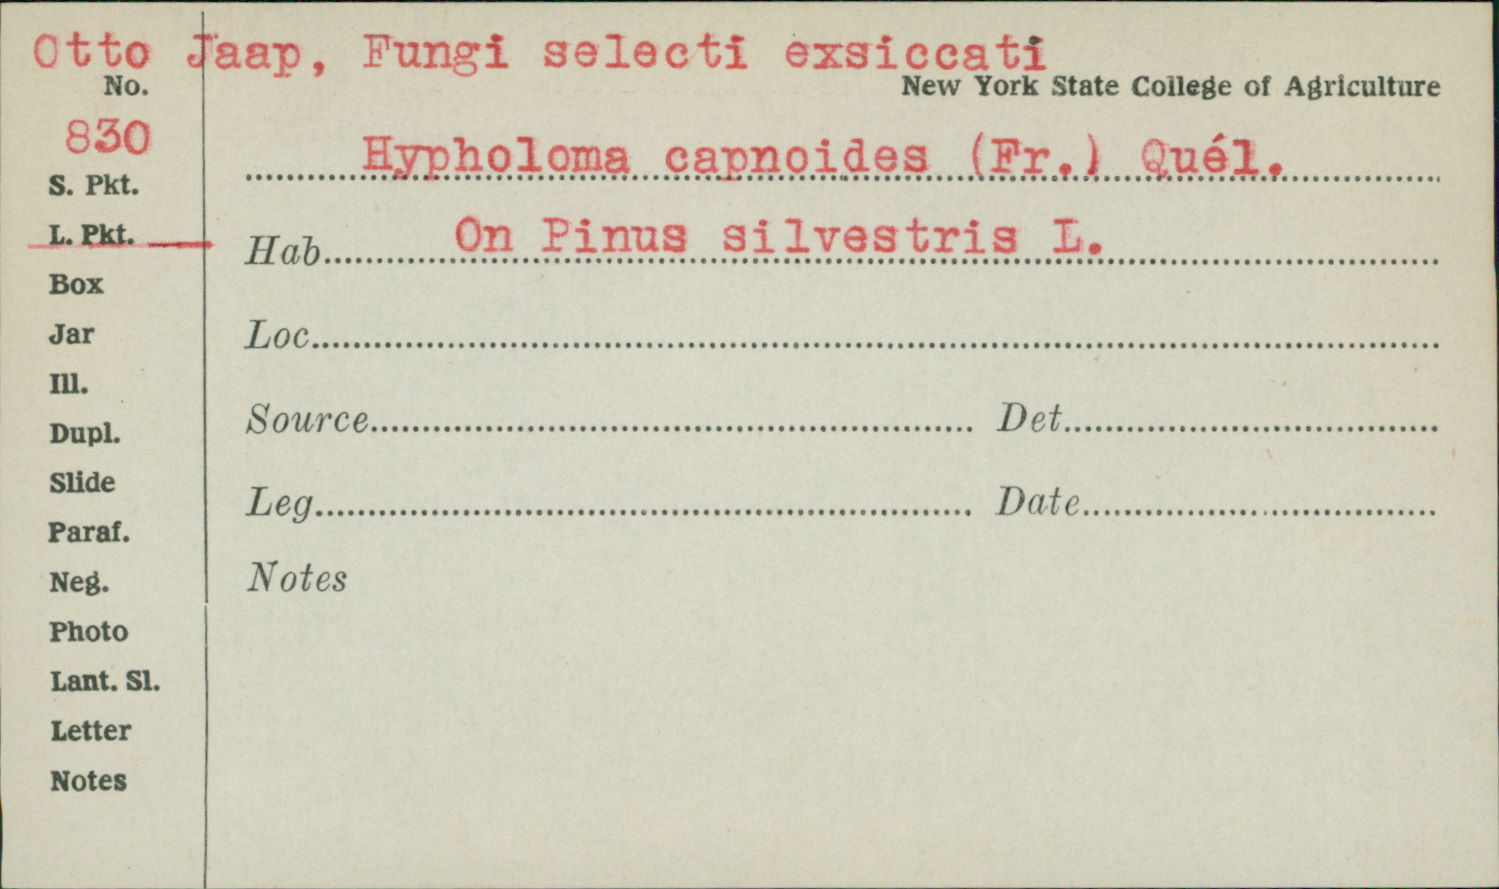 Otto Jaap, Fungi selecti exsiccati
No.
New York State College of Agriculture
830
Hypholoma capnoides (Fr.) Quél.
S. Pkt.
L. Pkt.
Hab. On Pinus silvestris L.
Box
Jar
Loc.
Ill.
Dupl.
Source Det.
Slide
Leg. Date
Paraf.
Neg.
Notes
Photo
Lant. Sl.
Letter
Notes